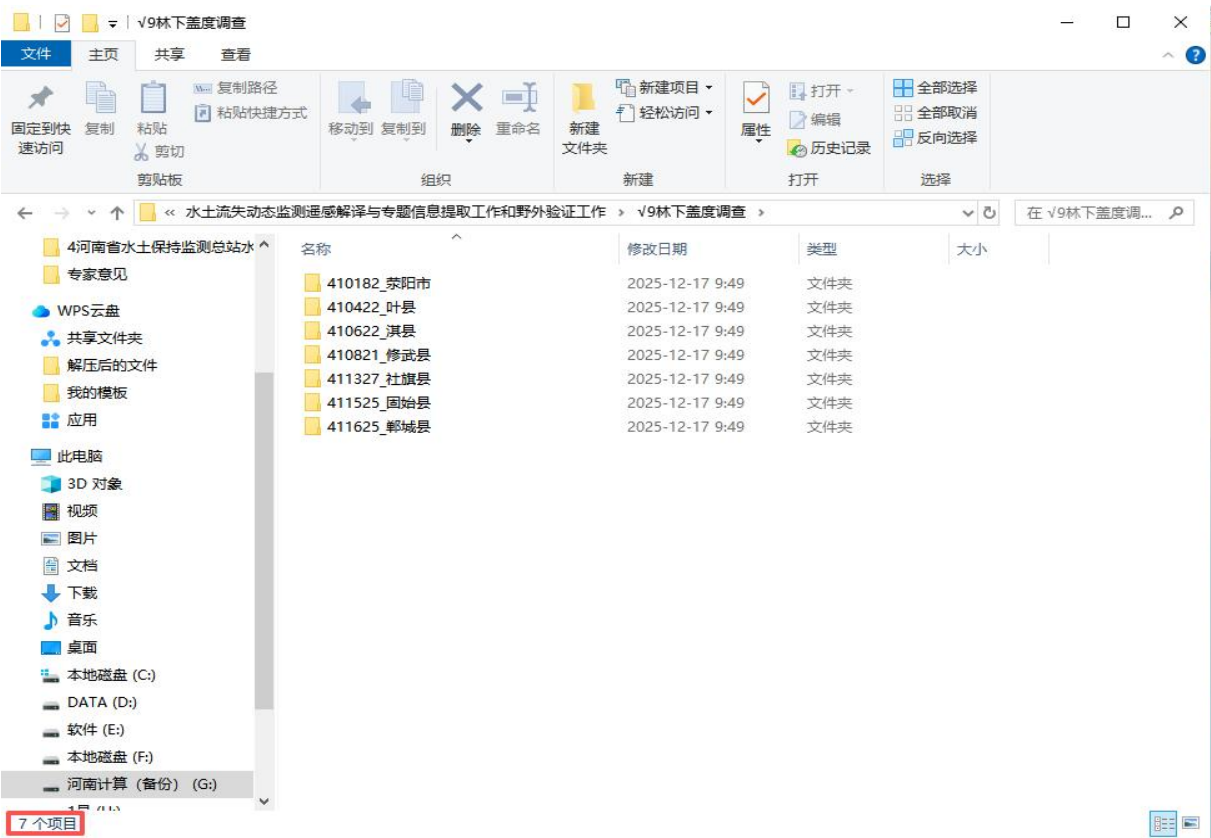 √9林下盖度调查
文件 主页 共享 查看
固定到快速访问 复制 粘贴 复制路径 粘贴快捷方式 剪切 移动到 复制到 删除 重命名 新建文件夹 新建项目 轻松访问 属性 打开 编辑 历史记录 全部选择 全部取消 反向选择
剪贴板 组织 新建 打开 选择
« 水土流失动态监测遥感解译与专题信息提取工作和野外验证工作 › √9林下盖度调查 › 在 √9林下盖度调...
4河南省水土保持监测总站水
专家意见
WPS云盘
共享文件夹
解压后的文件
我的模板
应用
此电脑
3D 对象
视频
图片
文档
下载
音乐
桌面
本地磁盘 (C:)
DATA (D:)
软件 (E:)
本地磁盘 (F:)
河南计算（备份） (G:)
名称 修改日期 类型 大小
410182_荥阳市 2025-12-17 9:49 文件夹
410422_叶县 2025-12-17 9:49 文件夹
410622_淇县 2025-12-17 9:49 文件夹
410821_修武县 2025-12-17 9:49 文件夹
411327_社旗县 2025-12-17 9:49 文件夹
411525_固始县 2025-12-17 9:49 文件夹
411625_郸城县 2025-12-17 9:49 文件夹
7 个项目